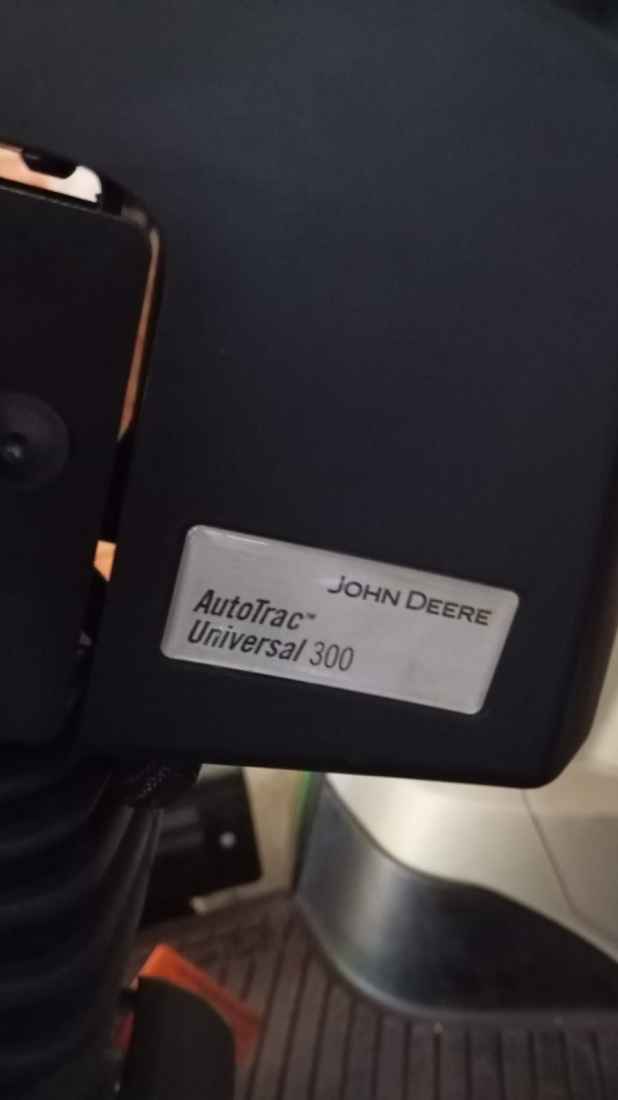 JOHN DEERE
AutoTrac™
Universal 300